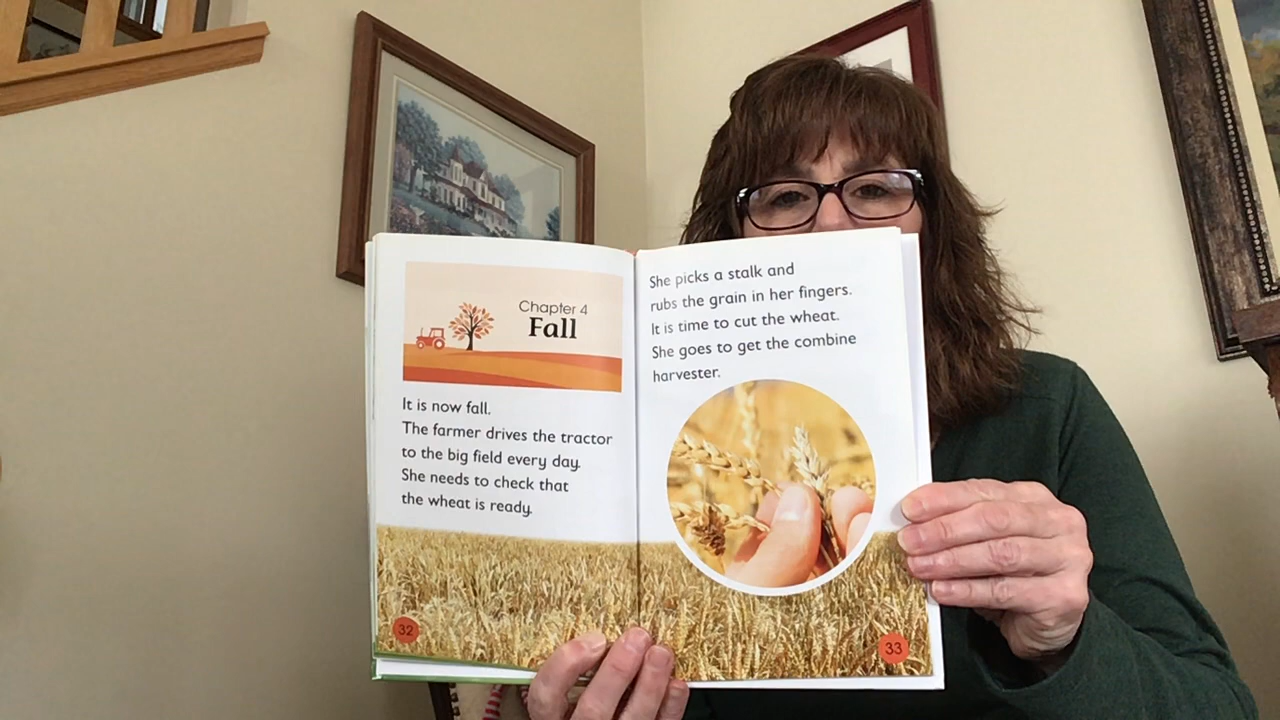 Chapter 4
Fall
It is now fall.
The farmer drives the tractor
to the big field every day.
She needs to check that
the wheat is ready.
32
She picks a stalk and
rubs the grain in her fingers.
It is time to cut the wheat.
She goes to get the combine
harvester.
33